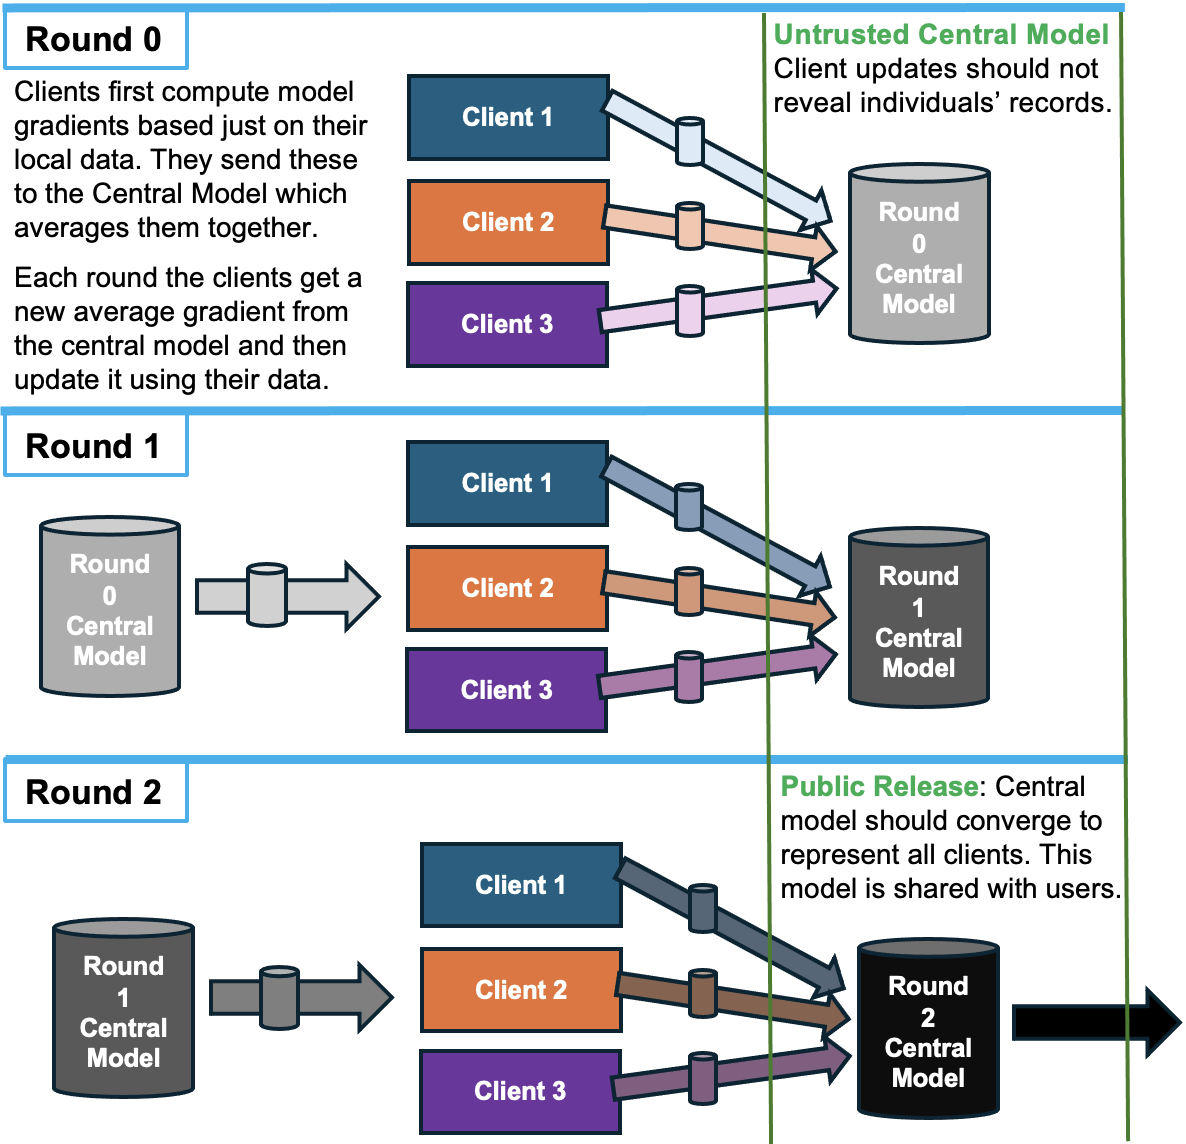 Round 0
Clients first compute model
gradients based just on their
local data. They send these
to the Central Model which
averages them together.
Each round the clients get a
new average gradient from
the central model and then
update it using their data.
Client 1
Client 2
Client 3
Untrusted Central Model
Client updates should not
reveal individuals’ records.
Round
0
Central
Model
Round 1
Round
0
Central
Model
Client 1
Client 2
Client 3
Round
1
Central
Model
Round 2
Round
1
Central
Model
Client 1
Client 2
Client 3
Public Release: Central
model should converge to
represent all clients. This
model is shared with users.
Round
2
Central
Model